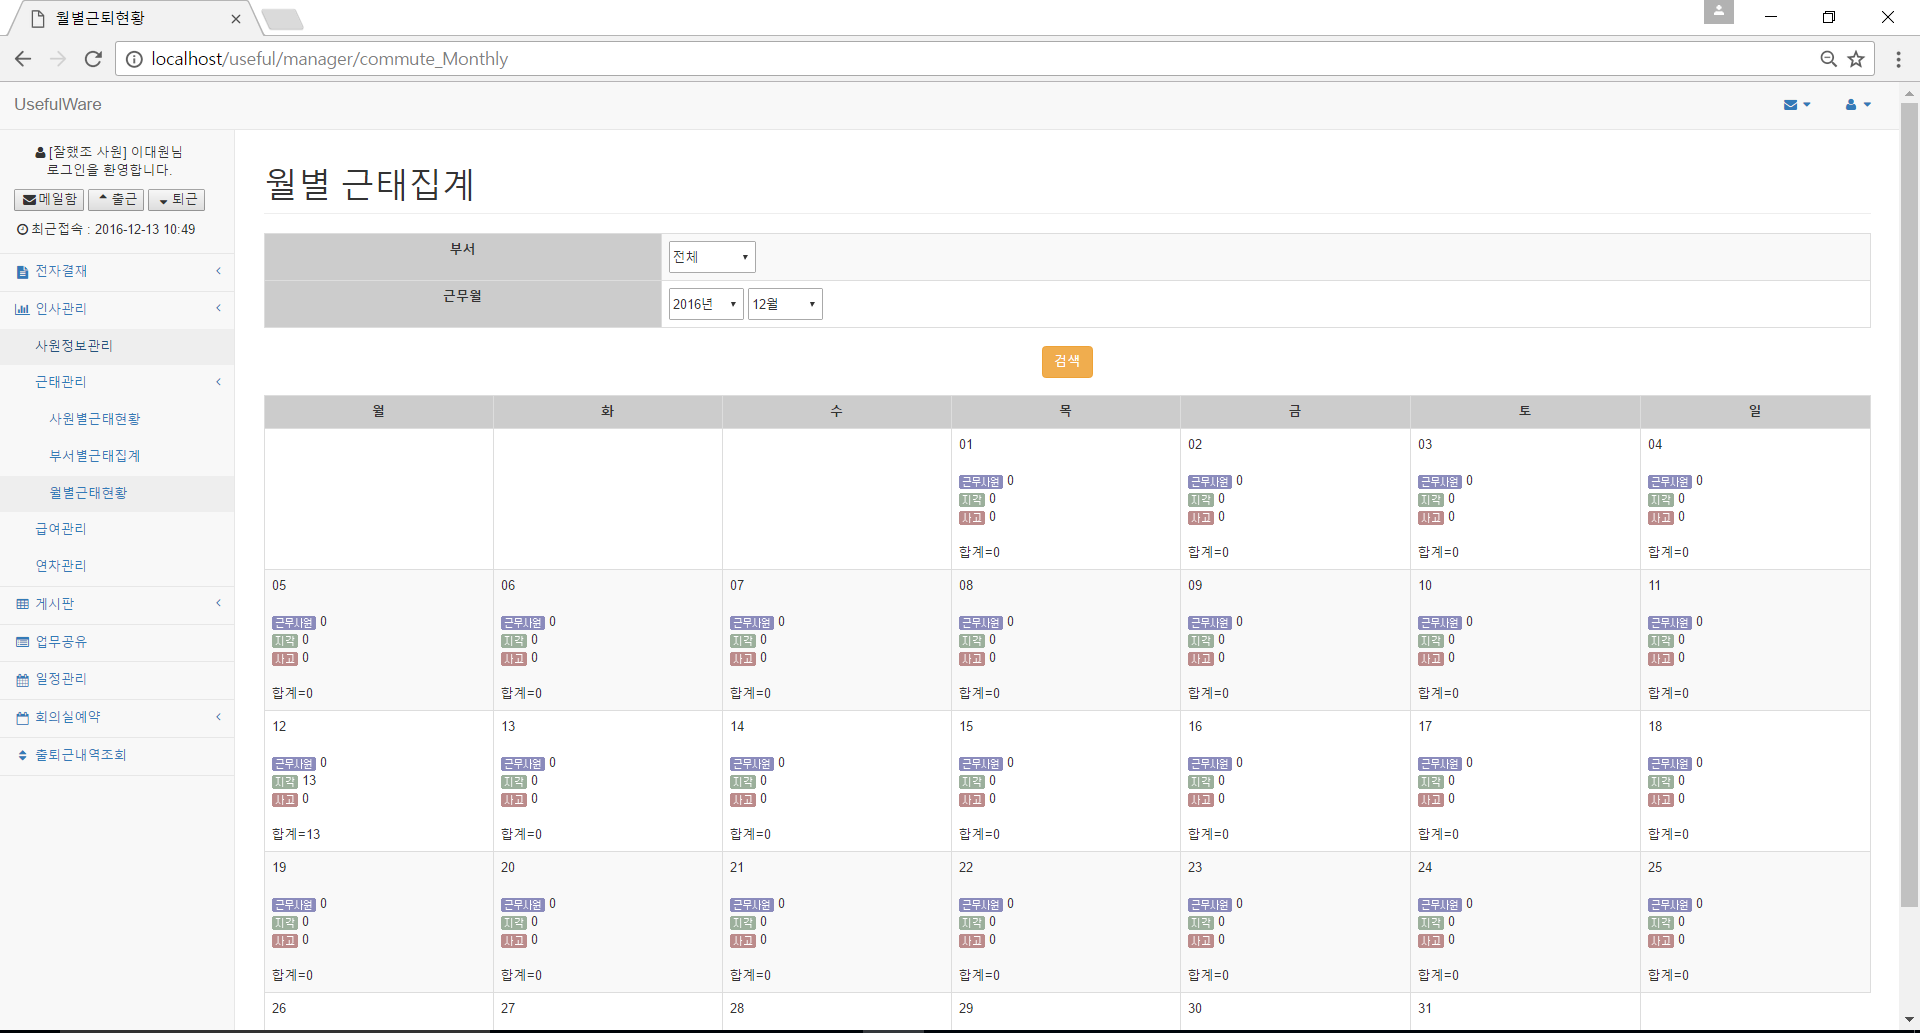 월별근퇴현황
localhost/useful/manager/commute_Monthly
UsefulWare
[잘했조 사원] 이대원님
로그인을 환영합니다.
메일함 출근 퇴근
최근접속 : 2016-12-13 10:49
전자결재
인사관리
사원정보관리
근태관리
사원별근태현황
부서별근태집계
월별근태현황
급여관리
연차관리
게시판
업무공유
일정관리
회의실예약
출퇴근내역조회
월별 근태집계
부서 전체
근무월 2016년 12월
검색
월 화 수 목 금 토 일
01 02 03 04
근무사원 0 근무사원 0 근무사원 0 근무사원 0
지각 0 지각 0 지각 0 지각 0
사고 0 사고 0 사고 0 사고 0
합계=0 합계=0 합계=0 합계=0
05 06 07 08 09 10 11
근무사원 0 근무사원 0 근무사원 0 근무사원 0 근무사원 0 근무사원 0 근무사원 0
지각 0 지각 0 지각 0 지각 0 지각 0 지각 0 지각 0
사고 0 사고 0 사고 0 사고 0 사고 0 사고 0 사고 0
합계=0 합계=0 합계=0 합계=0 합계=0 합계=0 합계=0
12 13 14 15 16 17 18
근무사원 0 근무사원 0 근무사원 0 근무사원 0 근무사원 0 근무사원 0 근무사원 0
지각 13 지각 0 지각 0 지각 0 지각 0 지각 0 지각 0
사고 0 사고 0 사고 0 사고 0 사고 0 사고 0 사고 0
합계=13 합계=0 합계=0 합계=0 합계=0 합계=0 합계=0
19 20 21 22 23 24 25
근무사원 0 근무사원 0 근무사원 0 근무사원 0 근무사원 0 근무사원 0 근무사원 0
지각 0 지각 0 지각 0 지각 0 지각 0 지각 0 지각 0
사고 0 사고 0 사고 0 사고 0 사고 0 사고 0 사고 0
합계=0 합계=0 합계=0 합계=0 합계=0 합계=0 합계=0
26 27 28 29 30 31